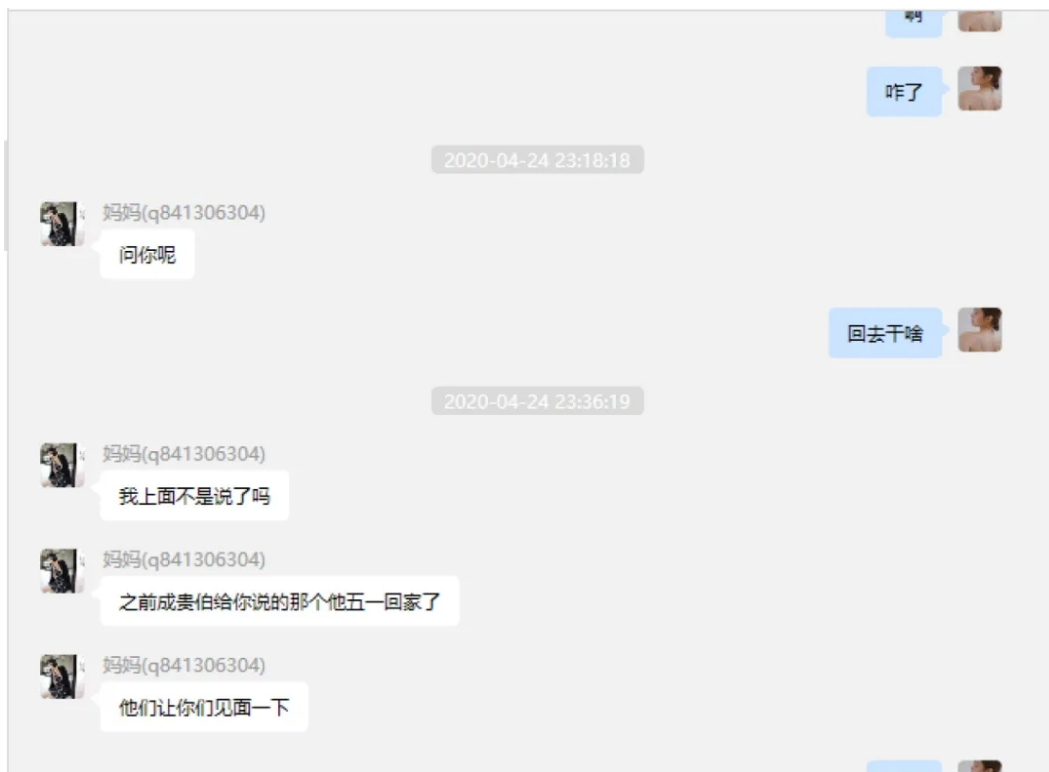 啊
咋了
2020-04-24 23:18:18
妈妈(q841306304)
问你呢
回去干啥
2020-04-24 23:36:19
妈妈(q841306304)
我上面不是说了吗
妈妈(q841306304)
之前成贵伯给你说的那个他五一回家了
妈妈(q841306304)
他们让你们见面一下